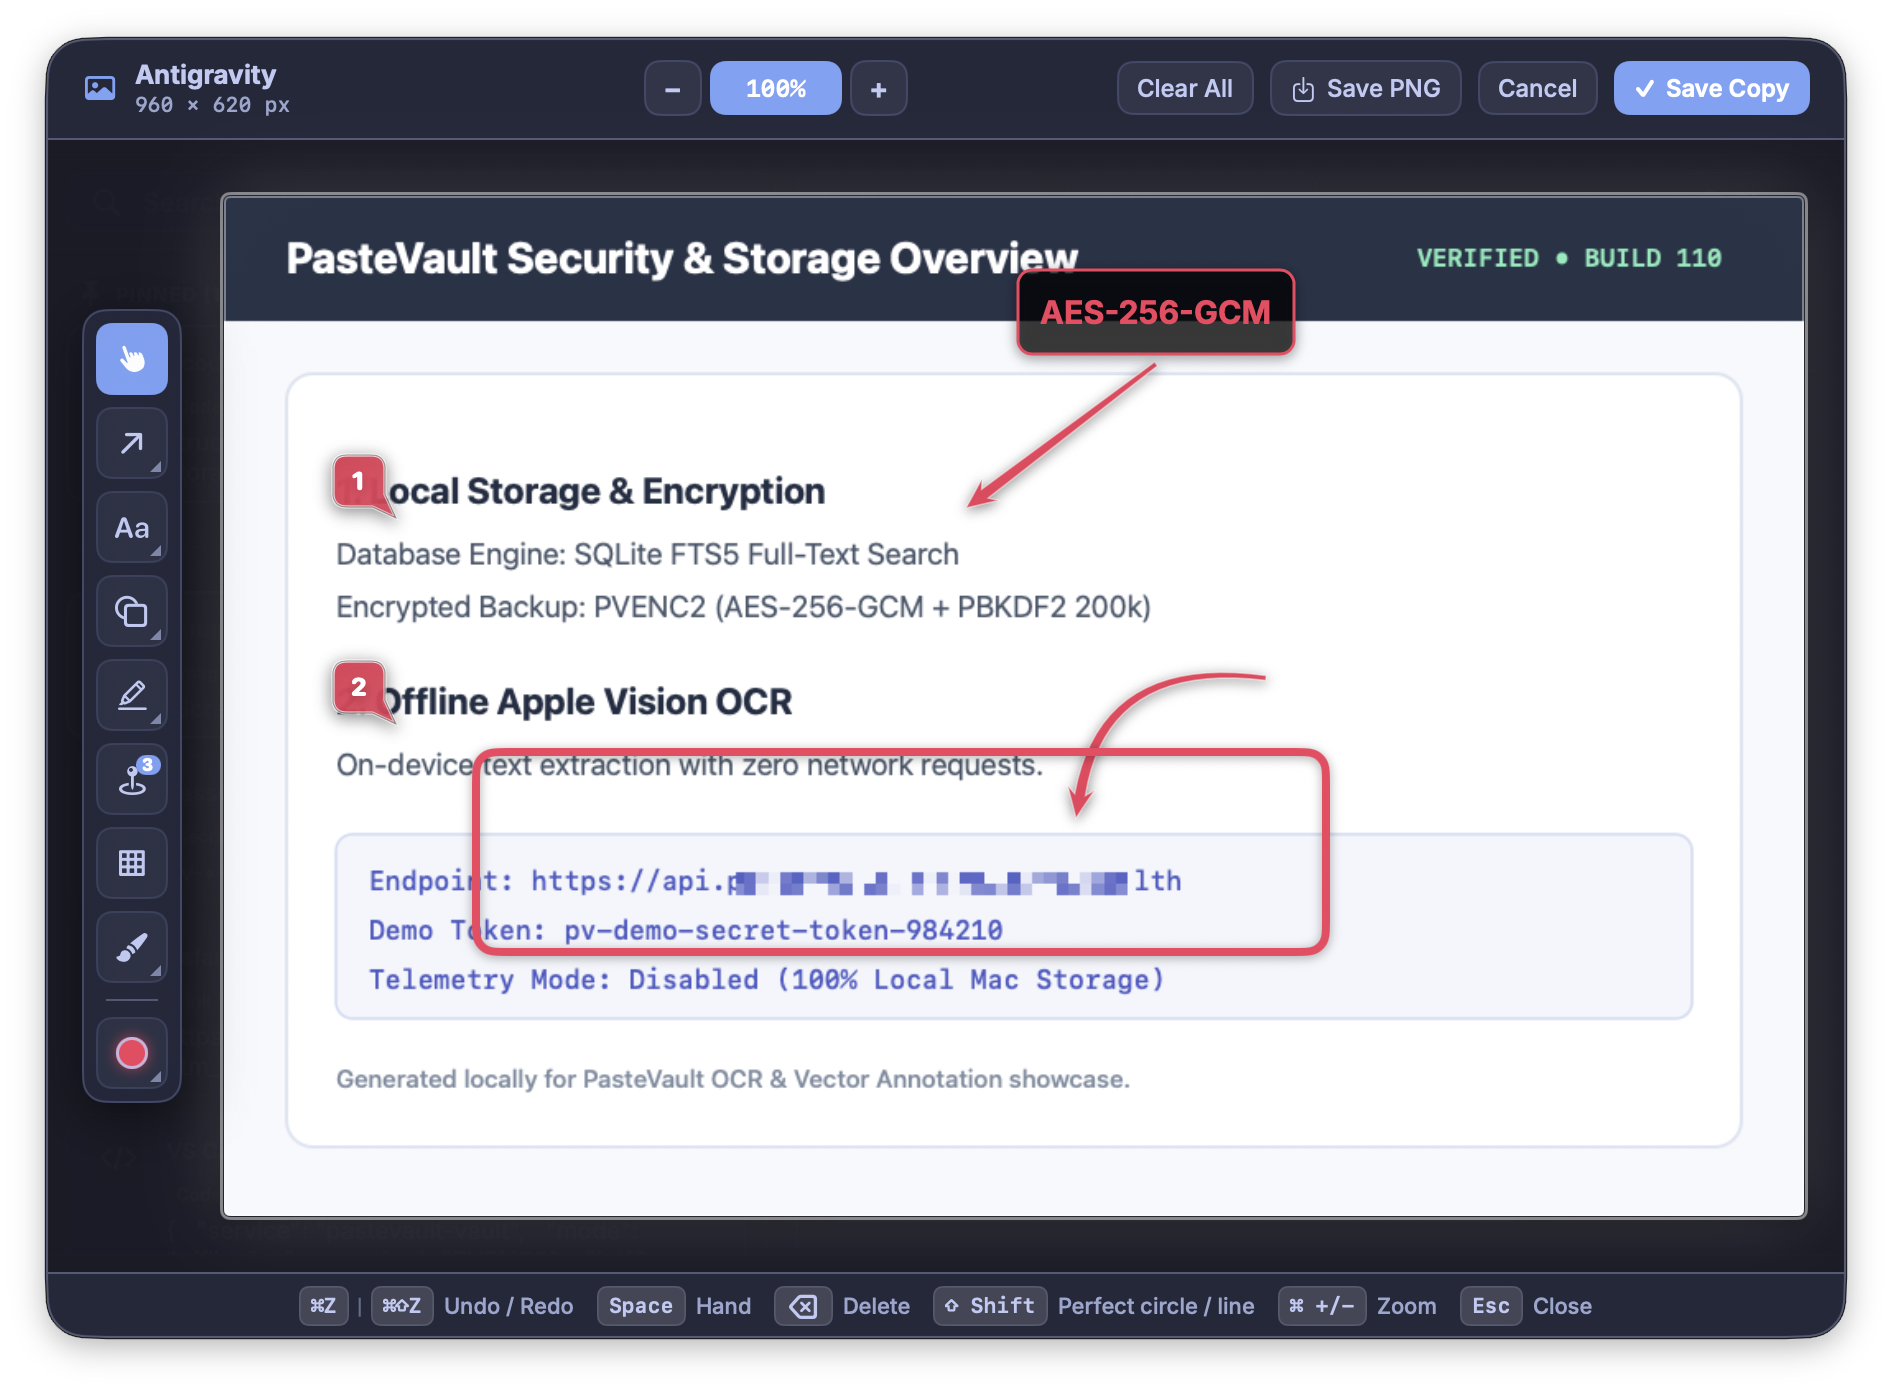 Antigravity
960 × 620 px
− 100% +
Clear All
Save PNG
Cancel
✓ Save Copy
PasteVault Security & Storage Overview
VERIFIED • BUILD 110
AES-256-GCM
1
ocal Storage & Encryption
Database Engine: SQLite FTS5 Full-Text Search
Encrypted Backup: PVENC2 (AES-256-GCM + PBKDF2 200k)
2
Offline Apple Vision OCR
On-device text extraction with zero network requests.
Endpoint: https://api.p lth
Demo Token: pv-demo-secret-token-984210
Telemetry Mode: Disabled (100% Local Mac Storage)
Generated locally for PasteVault OCR & Vector Annotation showcase.
Aa
3
⌘Z | ⌘⇧Z Undo / Redo Space Hand ⌫ Delete ⇧ Shift Perfect circle / line ⌘ +/− Zoom Esc Close